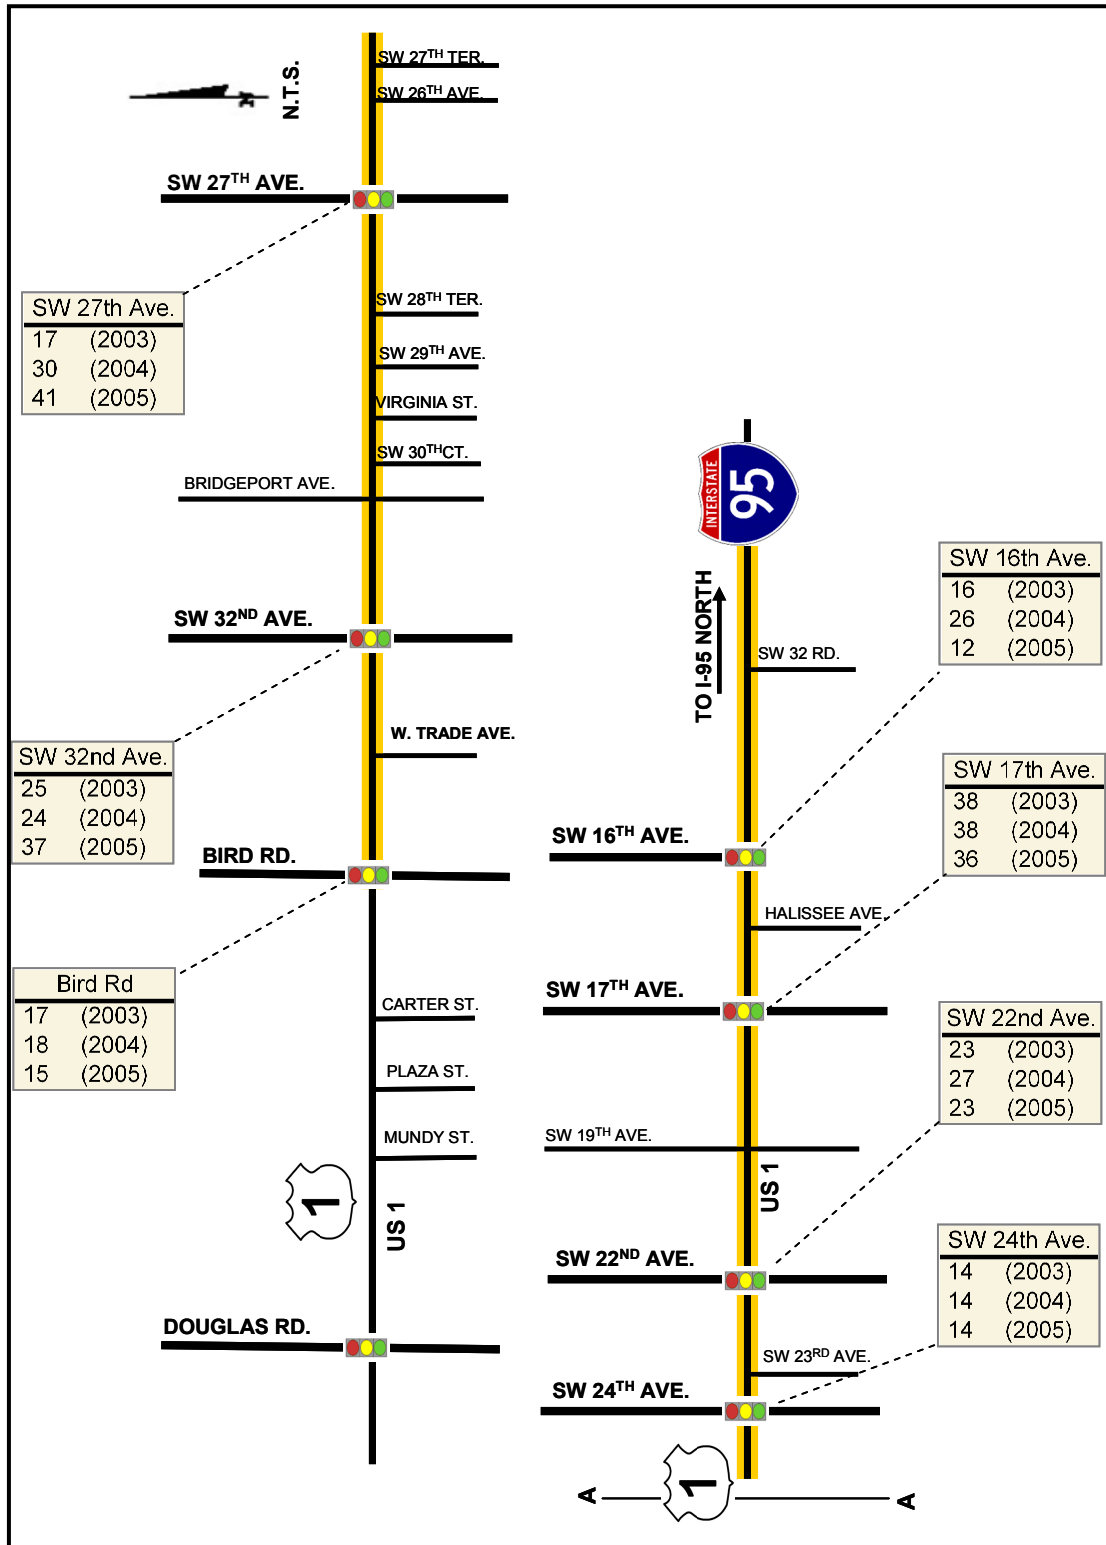 SW 27TH TER.
SW 26TH AVE.
N
N.T.S.
SW 27TH AVE.
SW 27th Ave.
17 (2003)
30 (2004)
41 (2005)
SW 28TH TER.
SW 29TH AVE.
VIRGINIA ST.
SW 30TH CT.
BRIDGEPORT AVE.
SW 32ND AVE.
SW 32nd Ave.
25 (2003)
24 (2004)
37 (2005)
W. TRADE AVE.
BIRD RD.
Bird Rd
17 (2003)
18 (2004)
15 (2005)
CARTER ST.
PLAZA ST.
MUNDY ST.
1
US 1
DOUGLAS RD.
INTERSTATE
95
TO I-95 NORTH
SW 32 RD.
SW 16th Ave.
16 (2003)
26 (2004)
12 (2005)
SW 16TH AVE.
SW 17th Ave.
38 (2003)
38 (2004)
36 (2005)
HALISSEE AVE.
SW 17TH AVE.
SW 22nd Ave.
23 (2003)
27 (2004)
23 (2005)
SW 19TH AVE.
US 1
SW 22ND AVE.
SW 24th Ave.
14 (2003)
14 (2004)
14 (2005)
SW 23RD AVE.
SW 24TH AVE.
1
A
A